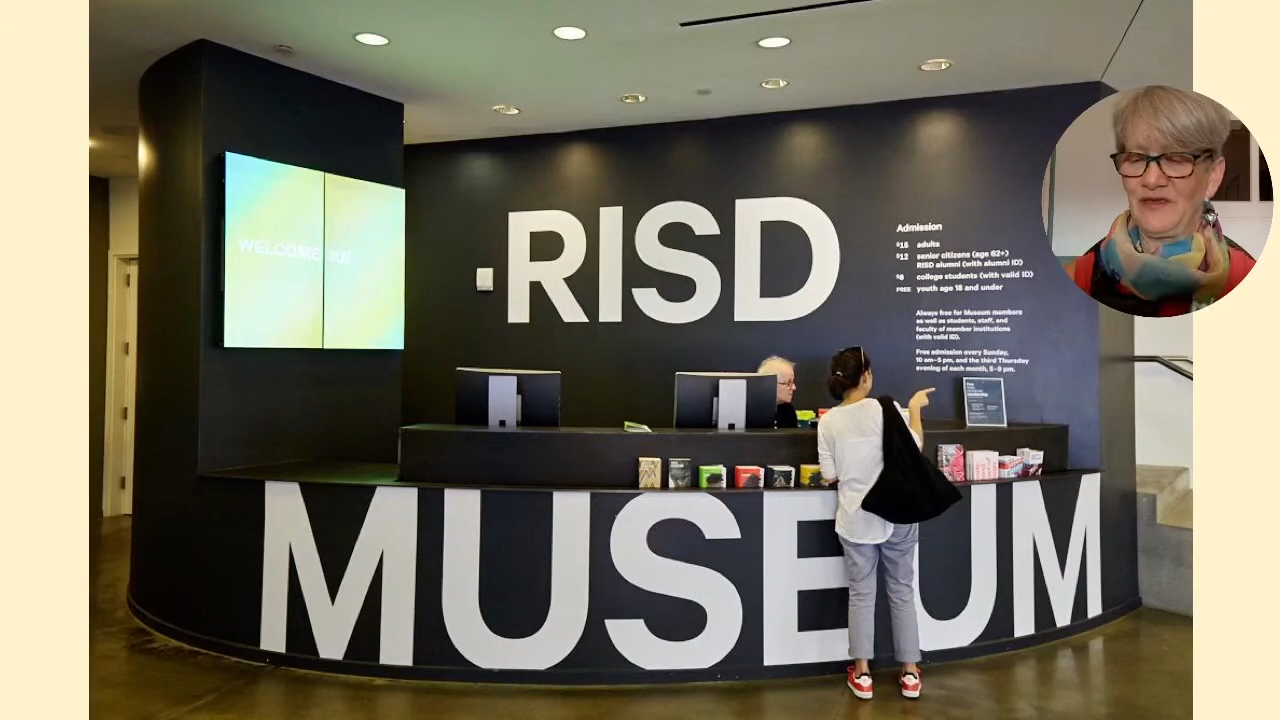 WELCOME
RISD
Admission
$15 adults
$12 senior citizens (age 62+)
RISD alumni (with alumni ID)
college students (with valid ID)
FREE youth age 18 and under
Always free for Museum members
as well as students, staff, and
faculty of member institutions
(with valid ID).
Free admission every Sunday,
10 am–5 pm, and the third Thursday
evening of each month, 5–9 pm.
MUSEUM